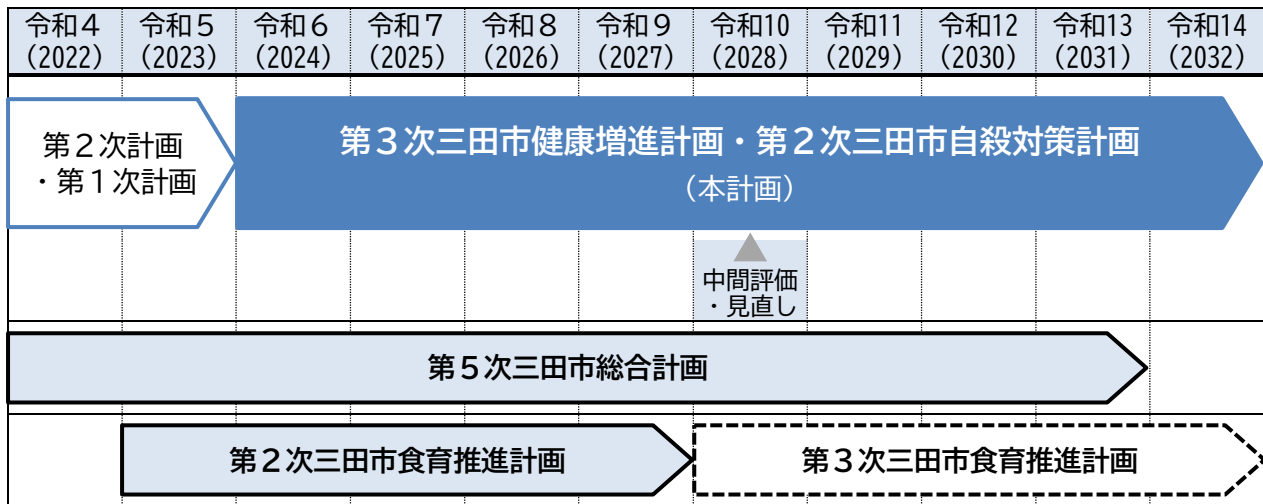 令和4 令和5 令和6 令和7 令和8 令和9 令和10 令和11 令和12 令和13 令和14
(2022) (2023) (2024) (2025) (2026) (2027) (2028) (2029) (2030) (2031) (2032)
第2次計画
・第1次計画
第3次三田市健康増進計画・第2次三田市自殺対策計画
(本計画)
中間評価
・見直し
第5次三田市総合計画
第2次三田市食育推進計画 第3次三田市食育推進計画